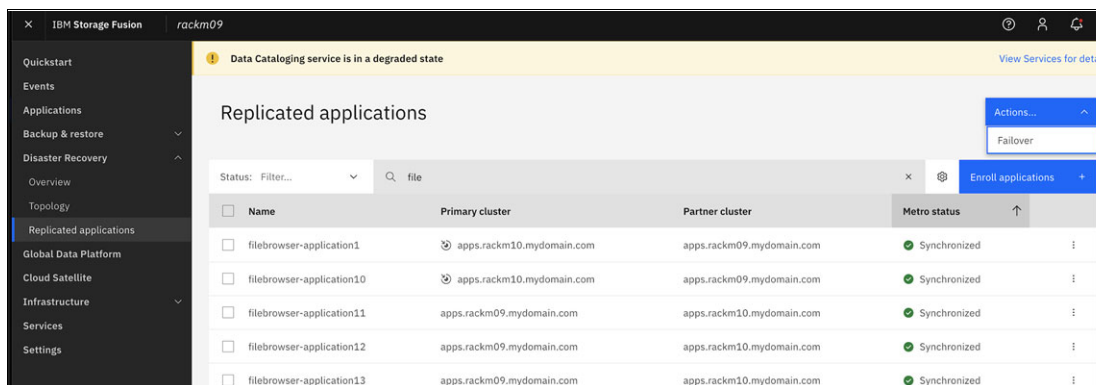 IBM Storage Fusion rackm09
Data Cataloging service is in a degraded state View Services for deta
Quickstart
Events
Applications
Backup & restore
Disaster Recovery
Overview
Topology
Replicated applications
Global Data Platform
Cloud Satellite
Infrastructure
Services
Settings
Replicated applications
Actions...
Failover
Status: Filter... file Enroll applications +
Name Primary cluster Partner cluster Metro status
filebrowser-application1 apps.rackm10.mydomain.com apps.rackm09.mydomain.com Synchronized
filebrowser-application10 apps.rackm10.mydomain.com apps.rackm09.mydomain.com Synchronized
filebrowser-application11 apps.rackm09.mydomain.com apps.rackm10.mydomain.com Synchronized
filebrowser-application12 apps.rackm09.mydomain.com apps.rackm10.mydomain.com Synchronized
filebrowser-application13 apps.rackm09.mydomain.com apps.rackm10.mydomain.com Synchronized